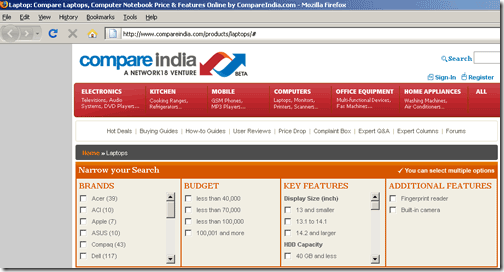 Laptop: Compare Laptops, Computer Notebook Price & Features Online by CompareIndia.com - Mozilla Firefox
File Edit View History Bookmarks Tools Help
http://www.compareindia.com/products/laptops/#
compare india
A NETWORK18 VENTURE
BETA
Search
Sign-In Register
ELECTRONICS KITCHEN MOBILE COMPUTERS OFFICE EQUIPMENT HOME APPLIANCES ALL
Televisions, Audio Cooking Ranges, GSM Phones, Laptops, Monitors, Multi-functional Devices, Washing Machines,
Systems, DVD Players... Refrigerators... MP3 Players... Printers, Scanners... Fax Machines... Air Conditioners...
Hot Deals | Buying Guides | How-to Guides | User Reviews | Price Drop | Complaint Box | Expert Q&A | Expert Columns | Forums
Home » Laptops
Narrow your Search
You can select multiple options
BRANDS BUDGET KEY FEATURES ADDITIONAL FEATURES
Acer (39) less than 40,000 Display Size (inch) Fingerprint reader
ACI (10) less than 70,000 13 and smaller Built-in camera
Apple (7) less than 100,000 13.1 to 14.1
ASUS (10) 100,001 and more 14.2 and larger
Compaq (43) HDD Capacity
Dell (117) 40 GB and less